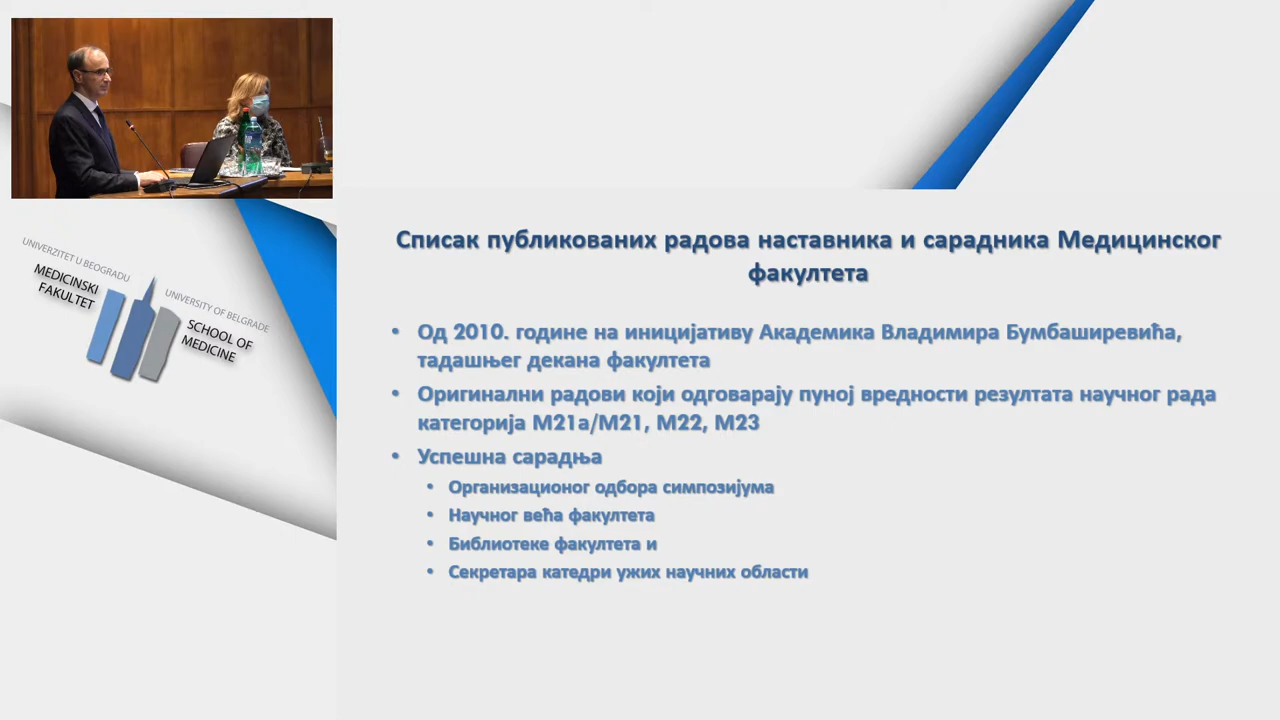 UNIVERZITET U BEOGRADU
MEDICINSKI
FAKULTET
UNIVERSITY OF BELGRADE
SCHOOL OF
MEDICINE
Списак публикованих радова наставника и сарадника Медицинског
факултета
• Од 2010. године на иницијативу Академика Владимира Бумбаширевића,
тадашњег декана факултета
• Оригинални радови који одговарају пуној вредности резултата научног рада
категорија М21а/М21, М22, М23
• Успешна сарадња
• Организационог одбора симпозијума
• Научног већа факултета
• Библиотеке факултета и
• Секретара катедри ужих научних области